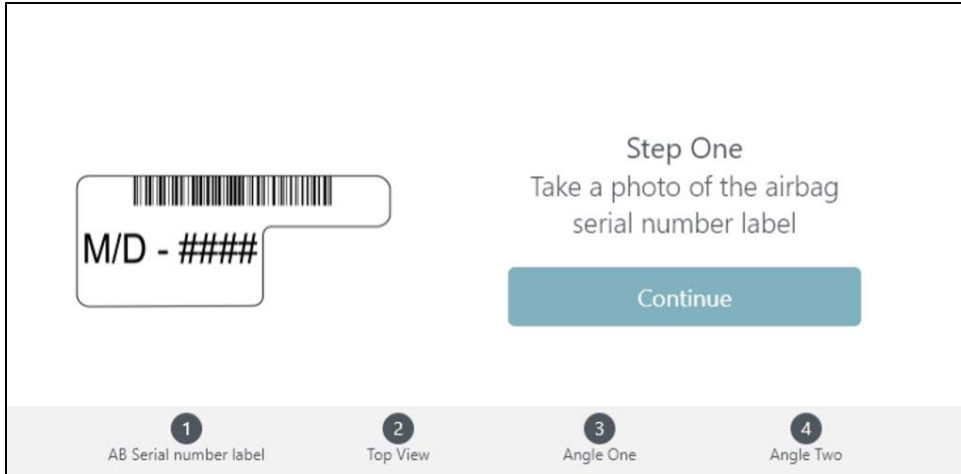 M/D - ####
Step One
Take a photo of the airbag
serial number label
Continue
1
AB Serial number label
2
Top View
3
Angle One
4
Angle Two